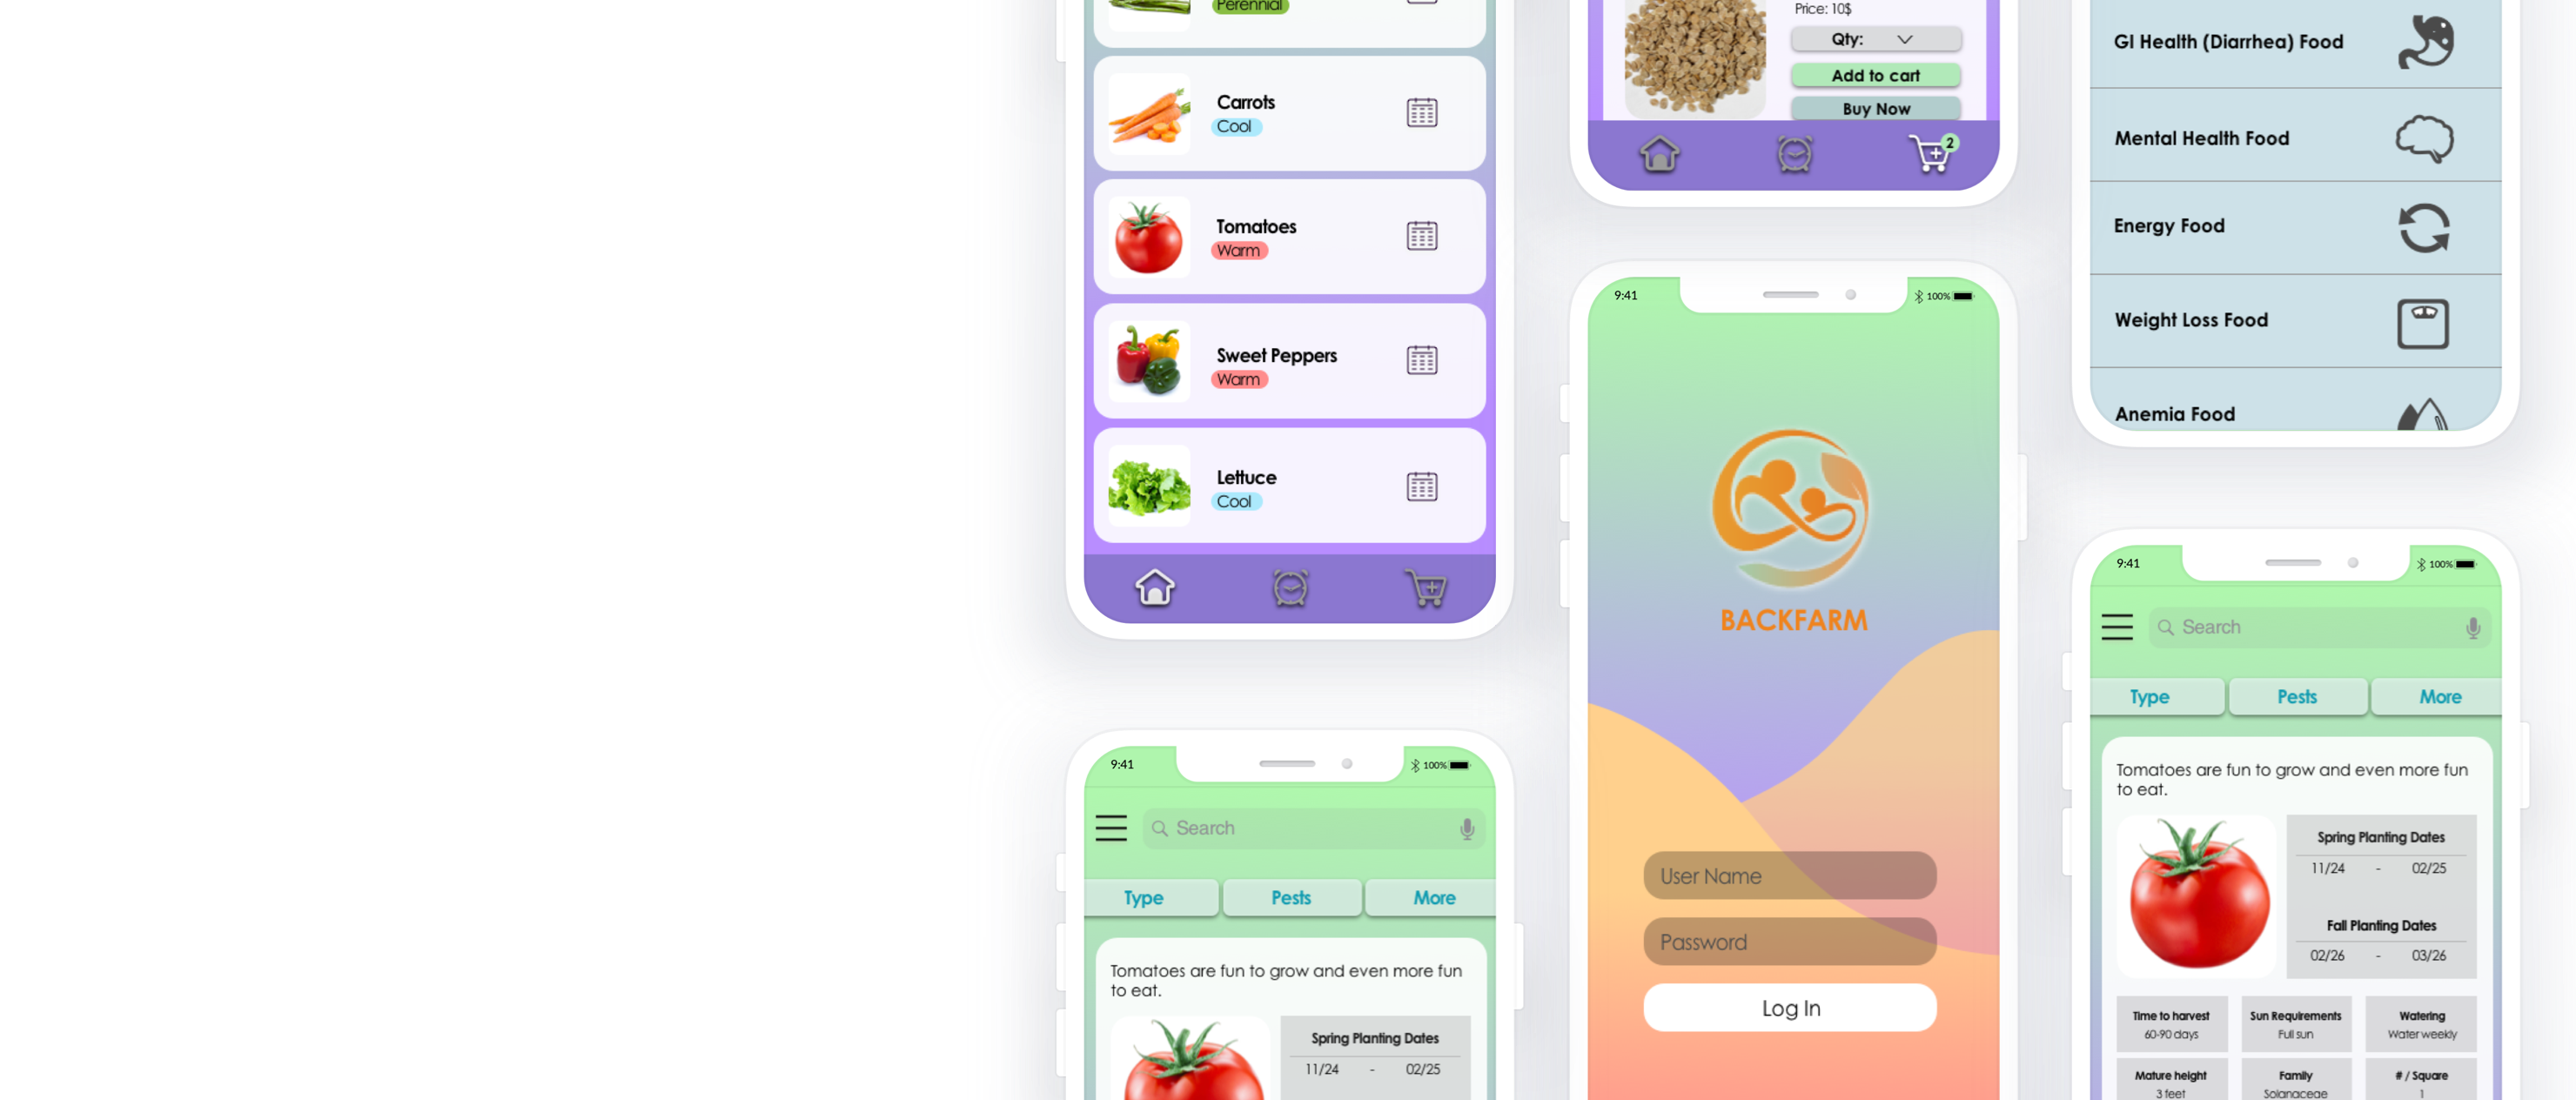 Perennial
Carrots
Cool
Tomatoes
Warm
Sweet Peppers
Warm
Lettuce
Cool
9:41
100%
Search
Type
Pests
More
Tomatoes are fun to grow and even more fun
to eat.
Spring Planting Dates
11/24 - 02/25
Price: 10$
Qty:
Add to cart
Buy Now
2
9:41
100%
BACKFARM
User Name
Password
Log In
GI Health (Diarrhea) Food
Mental Health Food
Energy Food
Weight Loss Food
Anemia Food
9:41
100%
Search
Type
Pests
More
Tomatoes are fun to grow and even more fun
to eat.
Spring Planting Dates
11/24 - 02/25
Fall Planting Dates
02/26 - 03/26
Time to harvest
60-90 days
Sun Requirements
Full sun
Watering
Water weekly
Mature height
3 feet
Family
Solanaceae
# / Square
1